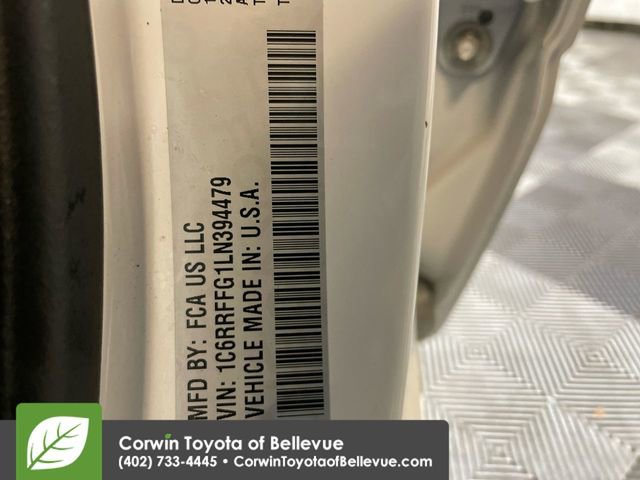 MFD BY: FCA US LLC
VIN: 1C6RRFFG1LN394479
VEHICLE MADE IN: U.S.A.
Corwin Toyota of Bellevue
(402) 733-4445 • CorwinToyotaofBellevue.com